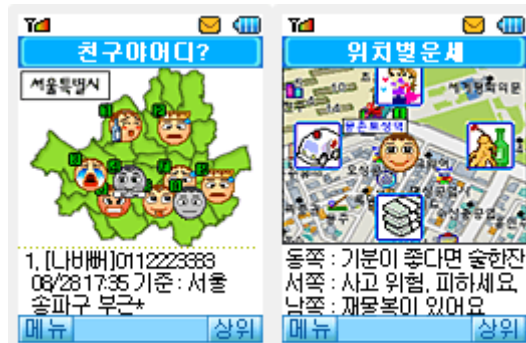 친구야어디?
서울특별시
1. [나비빼]0112223333
08/28 17:35 기준 : 서울
송파구 부근*
메뉴 상위
위치별운세
동쪽 : 기분이 좋다면 술한잔
서쪽 : 사고 위험, 피하세요.
남쪽 : 재물복이 있어요
메뉴 상위